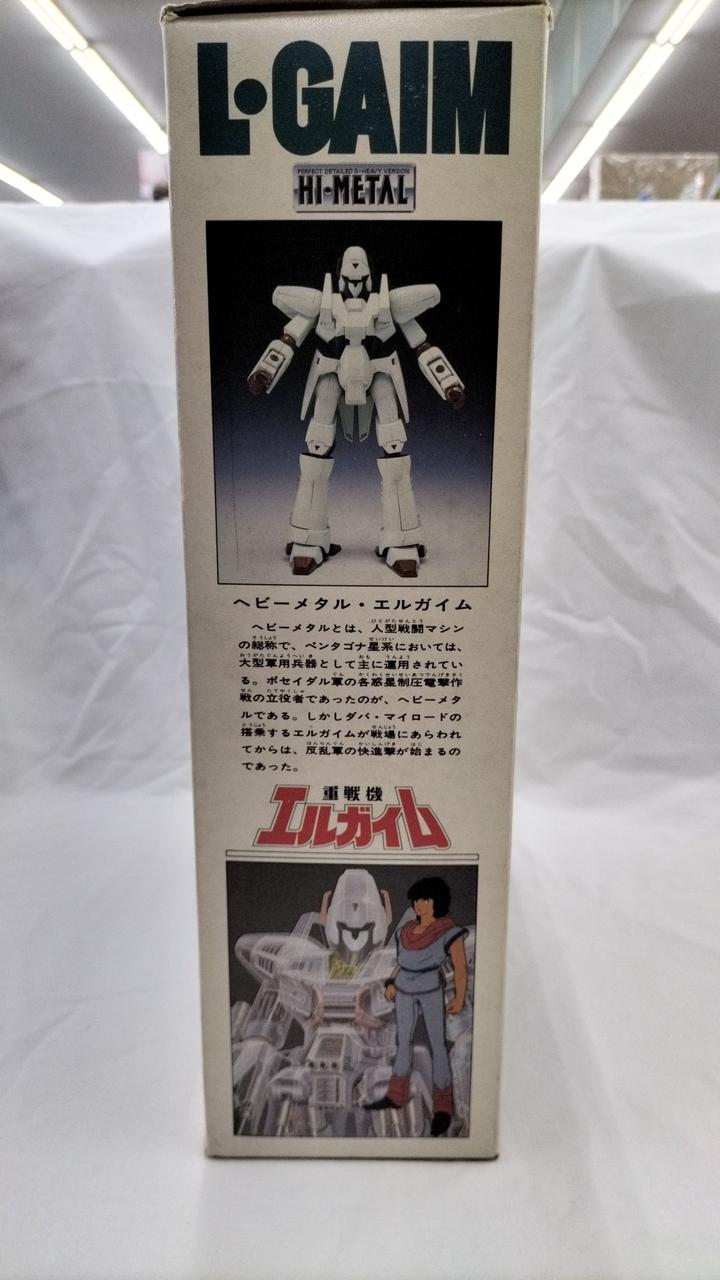 L・GAIM
PERFECT DETAILED S-HEAVY VERSION
HI-METAL
ヘビーメタル・エルガイム
ヘビーメタルとは、人型戦闘マシン
の総称で、ペンタゴナ星系においては、
大型軍用兵器として主に運用されてい
る。ポセイダル軍の各惑星制圧電撃作
戦の立役者であったのが、ヘビーメタ
ルである。しかしダバ・マイロードの
搭乗するエルガイムが戦場にあらわれ
てからは、反乱軍の快進撃が始まるの
であった。
重戦機
エルガイム